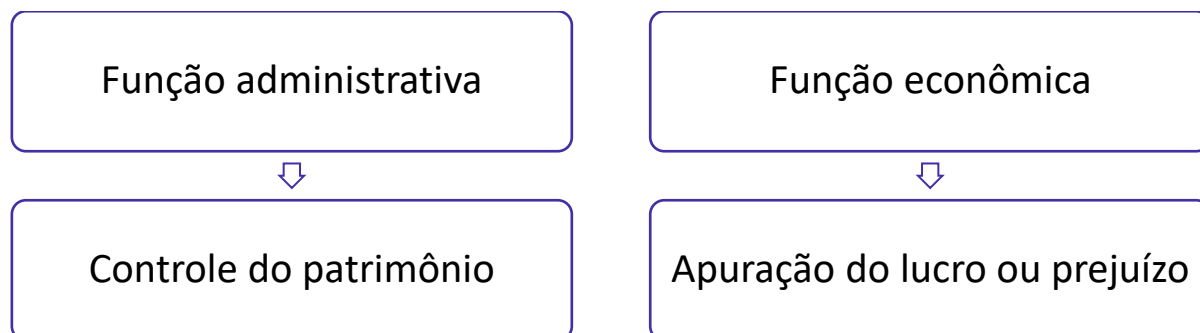 Função administrativa
Função econômica
Controle do patrimônio
Apuração do lucro ou prejuízo